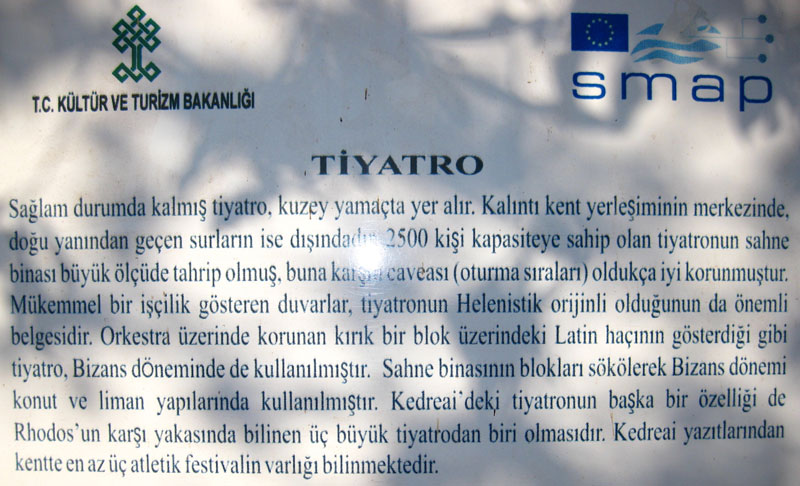 T.C. KÜLTÜR VE TURİZM BAKANLIĞI
smap
TİYATRO
Sağlam durumda kalmış tiyatro, kuzey yamaçta yer alır. Kalıntı kent yerleşiminin merkezinde,
doğu yanından geçen surların ise dışındadır. 2500 kişi kapasiteye sahip olan tiyatronun sahne
binası büyük ölçüde tahrip olmuş, buna karşın caveası (oturma sıraları) oldukça iyi korunmuştur.
Mükemmel bir işçilik gösteren duvarlar, tiyatronun Helenistik orijinli olduğunun da önemli
belgesidir. Orkestra üzerinde korunan kırık bir blok üzerindeki Latin haçının gösterdiği gibi
tiyatro, Bizans döneminde de kullanılmıştır. Sahne binasının blokları sökülerek Bizans dönemi
konut ve liman yapılarında kullanılmıştır. Kedreai'deki tiyatronun başka bir özelliği de
Rhodos'un karşı yakasında bilinen üç büyük tiyatrodan biri olmasıdır. Kedreai yazıtlarından
kentte en az üç atletik festivalin varlığı bilinmektedir.